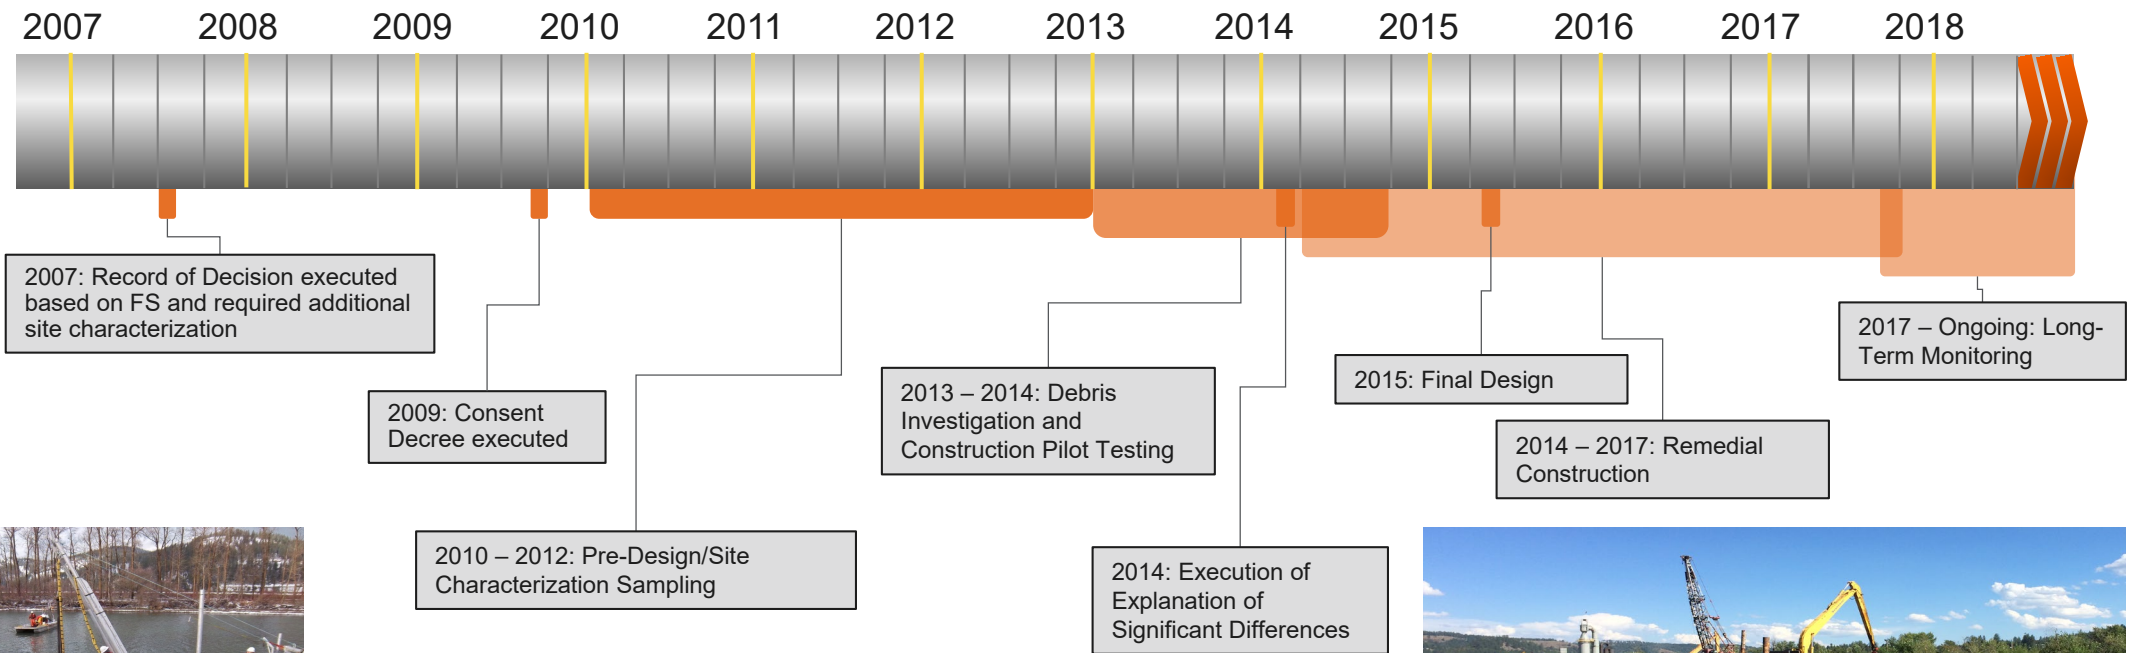 2007 2008 2009 2010 2011 2012 2013 2014 2015 2016 2017 2018
2007: Record of Decision executed
based on FS and required additional
site characterization
2009: Consent
Decree executed
2010 – 2012: Pre-Design/Site
Characterization Sampling
2013 – 2014: Debris
Investigation and
Construction Pilot Testing
2014: Execution of
Explanation of
Significant Differences
2015: Final Design
2014 – 2017: Remedial
Construction
2017 – Ongoing: Long-
Term Monitoring